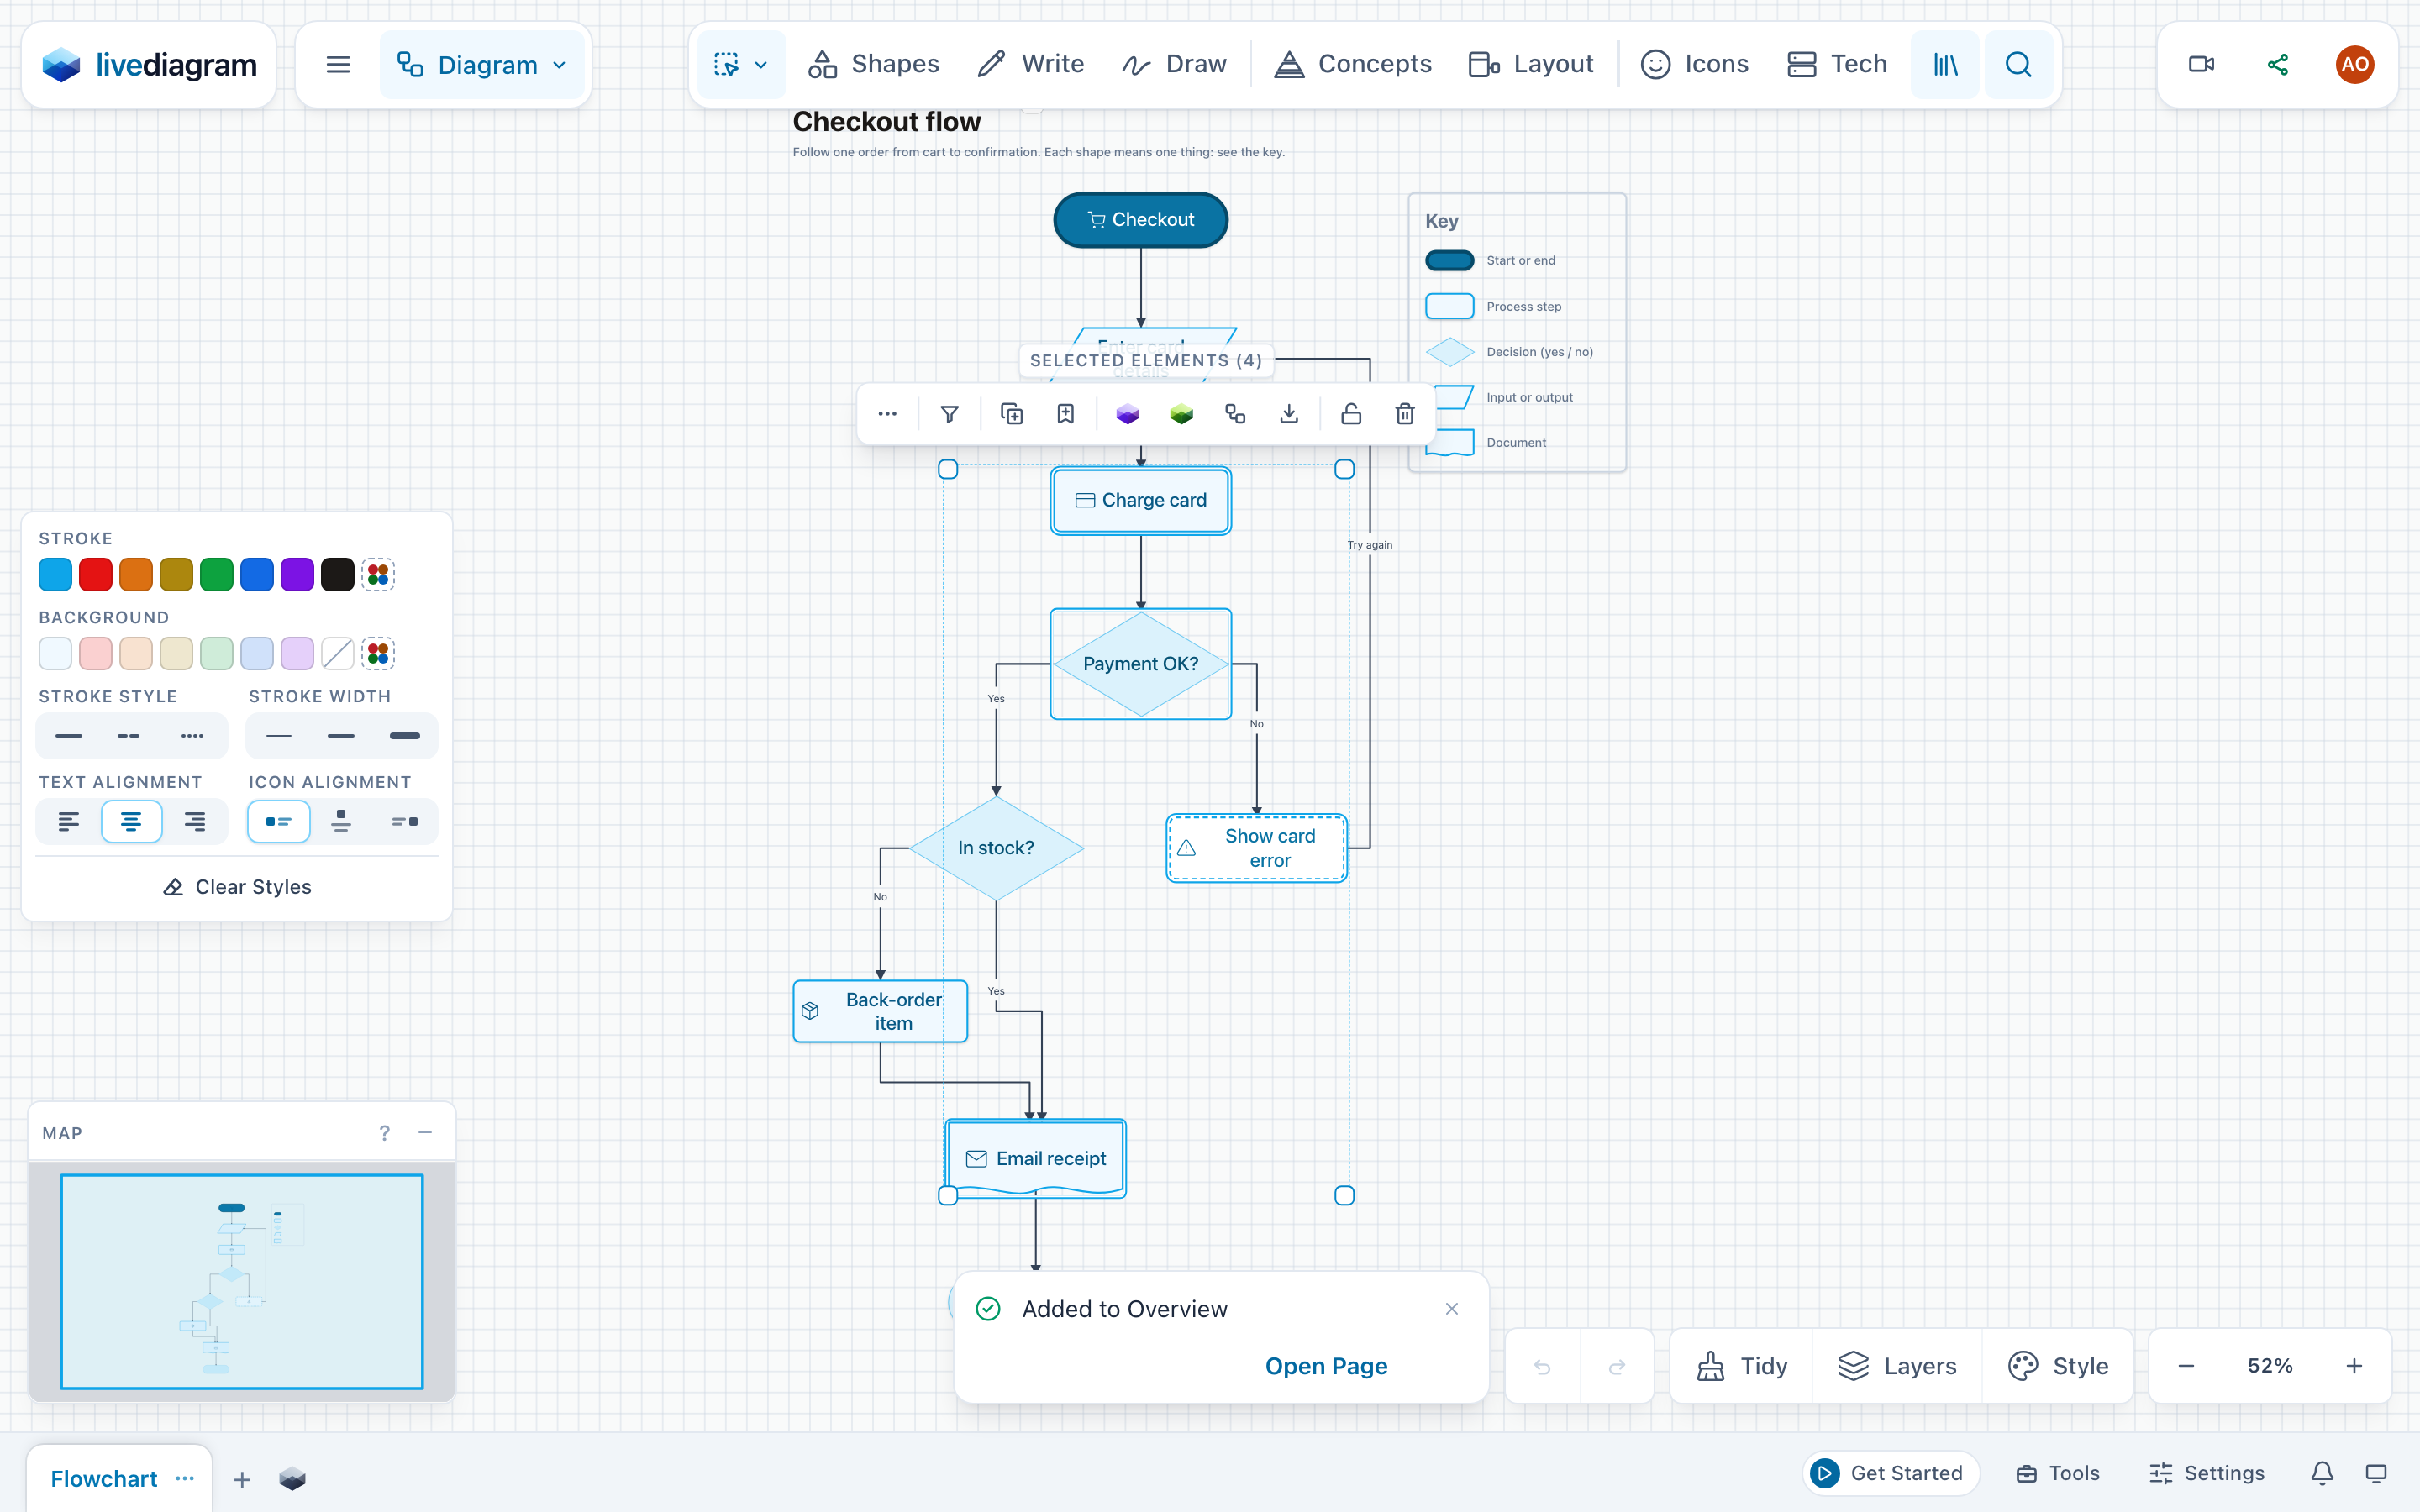 livediagram
Diagram
Shapes
Write
Draw
Concepts
Layout
Icons
Tech
AO
Checkout flow
Follow one order from cart to confirmation. Each shape means one thing: see the key.
Checkout
Key
Start or end
Process step
Decision (yes / no)
Input or output
Document
Enter card
details
SELECTED ELEMENTS (4)
Charge card
Try again
Payment OK?
Yes
No
In stock?
Show card
error
No
Yes
Back-order
item
Email receipt
STROKE
BACKGROUND
STROKE STYLE
STROKE WIDTH
TEXT ALIGNMENT
ICON ALIGNMENT
Clear Styles
MAP
?
Added to Overview
Open Page
Tidy
Layers
Style
52%
Flowchart
Get Started
Tools
Settings